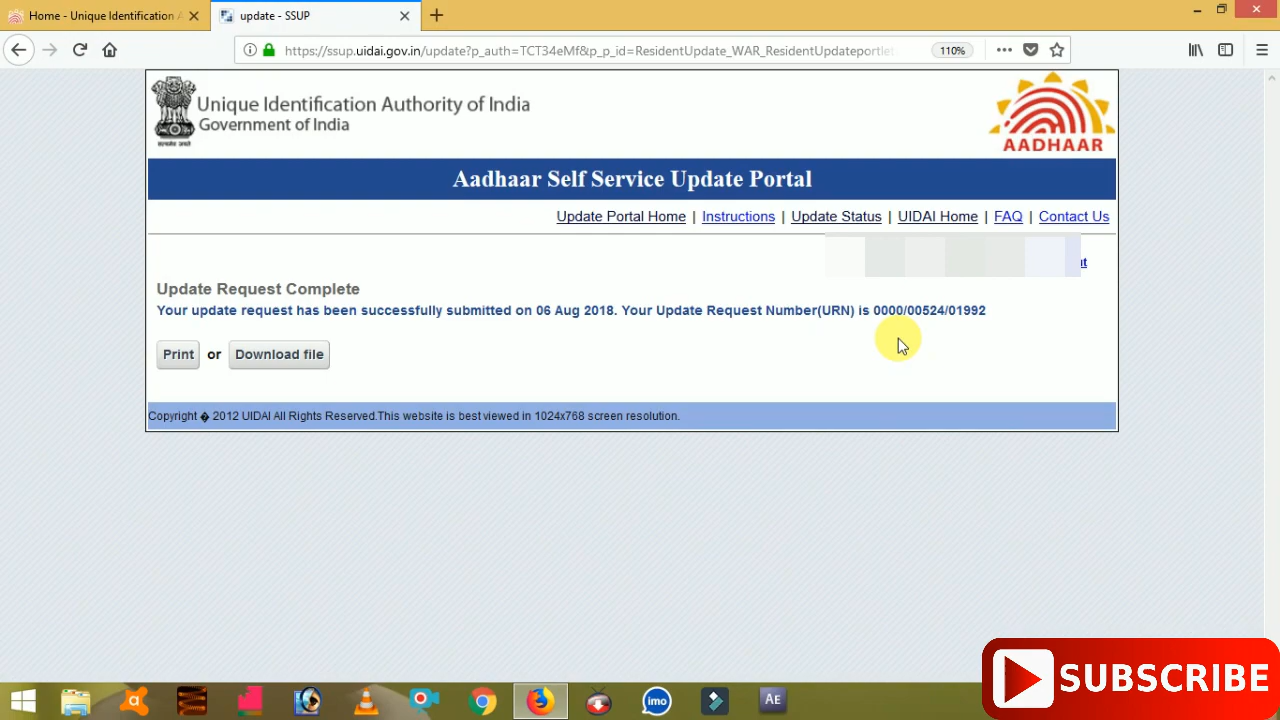 Home - Unique Identification A
update - SSUP
https://ssup.uidai.gov.in/update?p_auth=TCT34eMf&p_p_id=ResidentUpdate_WAR_ResidentUpdateportle
110%
Unique Identification Authority of India
Government of India
AADHAAR
Aadhaar Self Service Update Portal
Update Portal Home | Instructions | Update Status | UIDAI Home | FAQ | Contact Us
Update Request Complete
Your update request has been successfully submitted on 06 Aug 2018. Your Update Request Number(URN) is 0000/00524/01992
Print or Download file
Copyright � 2012 UIDAI All Rights Reserved.This website is best viewed in 1024x768 screen resolution.
SUBSCRIBE
imo
AE